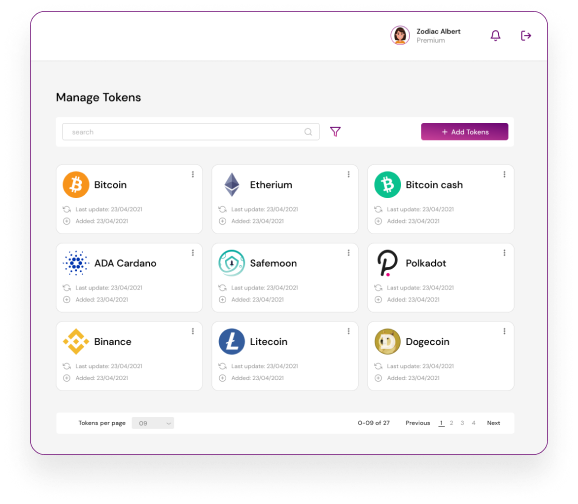 Zodiac Albert
Premium
Manage Tokens
search
+ Add Tokens
Bitcoin
Last update: 23/04/2021
Added: 23/04/2021
Etherium
Last update: 23/04/2021
Added: 23/04/2021
Bitcoin cash
Last update: 23/04/2021
Added: 23/04/2021
ADA Cardano
Last update: 23/04/2021
Added: 23/04/2021
Safemoon
Last update: 23/04/2021
Added: 23/04/2021
Polkadot
Last update: 23/04/2021
Added: 23/04/2021
Binance
Last update: 23/04/2021
Added: 23/04/2021
Litecoin
Last update: 23/04/2021
Added: 23/04/2021
Dogecoin
Last update: 23/04/2021
Added: 23/04/2021
Tokens per page 09 0-09 of 27 Previous 1 2 3 4 Next